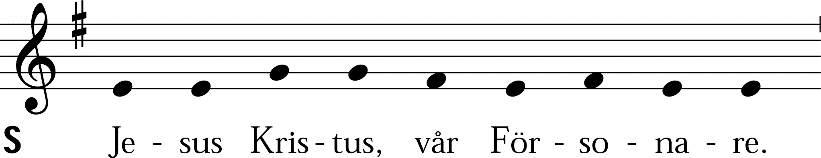 S Je - sus Kris - tus, vår För - so - na - re.